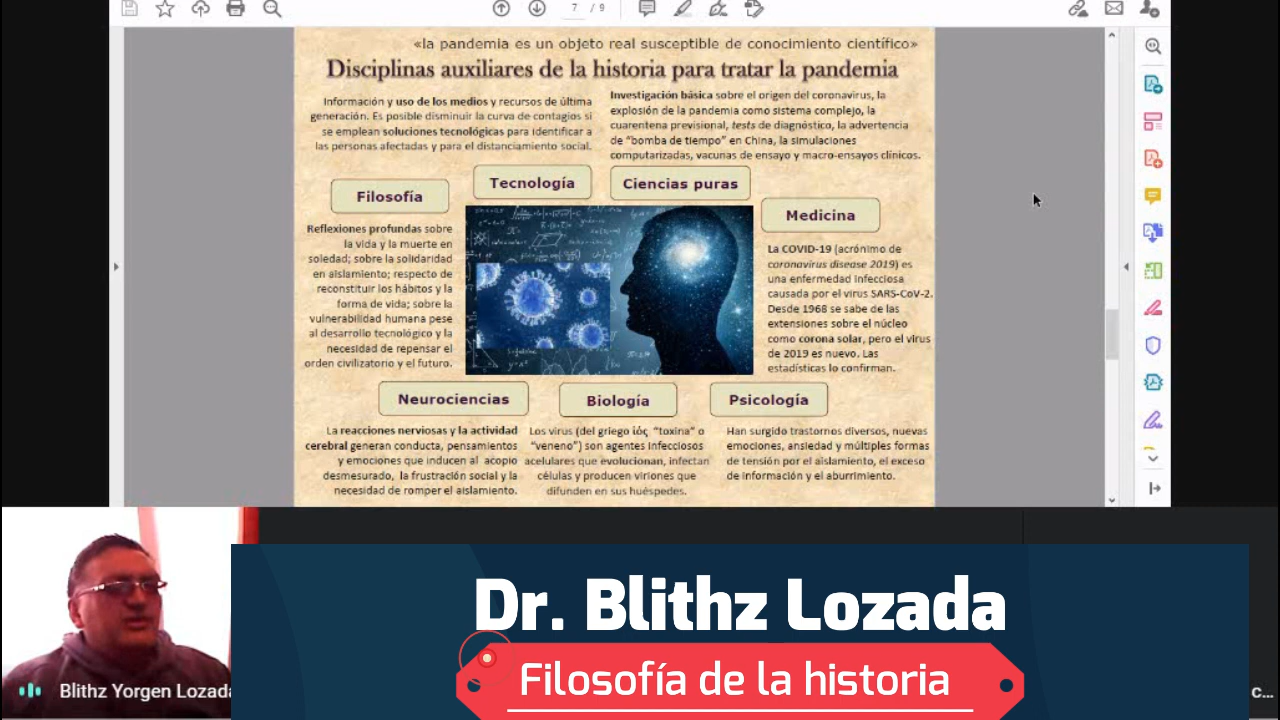 7 / 9
«la pandemia es un objeto real susceptible de conocimiento científico»
Disciplinas auxiliares de la historia para tratar la pandemia
Información y uso de los medios y recursos de última
generación. Es posible disminuir la curva de contagios si
se emplean soluciones tecnológicas para identificar a
las personas afectadas y para el distanciamiento social.
Investigación básica sobre el origen del coronavirus, la
explosión de la pandemia como sistema complejo, la
cuarentena previsional, tests de diagnóstico, la advertencia
de “bomba de tiempo” en China, la simulaciones
computarizadas, vacunas de ensayo y macro-ensayos clínicos.
Filosofía
Tecnología
Ciencias puras
Medicina
Reflexiones profundas sobre
la vida y la muerte en
soledad; sobre la solidaridad
en aislamiento; respecto de
reconstituir los hábitos y la
forma de vida; sobre la
vulnerabilidad humana pese
al desarrollo tecnológico y la
necesidad de repensar el
orden civilizatorio y el futuro.
La COVID-19 (acrónimo de
coronavirus disease 2019) es
una enfermedad infecciosa
causada por el virus SARS-CoV-2.
Desde 1968 se sabe de las
extensiones sobre el núcleo
como corona solar, pero el virus
de 2019 es nuevo. Las
estadísticas lo confirman.
Neurociencias
Biología
Psicología
La reacciones nerviosas y la actividad
cerebral generan conducta, pensamientos
y emociones que inducen al acopio
desmesurado, la frustración social y la
necesidad de romper el aislamiento.
Los virus (del griego ἰός “toxina” o
“veneno”) son agentes infecciosos
acelulares que evolucionan, infectan
células y producen viriones que
difunden en sus huéspedes.
Han surgido trastornos diversos, nuevas
emociones, ansiedad y múltiples formas
de tensión por el aislamiento, el exceso
de información y el aburrimiento.
Dr. Blithz Lozada
Filosofía de la historia
Blithz Yorgen Lozada
c...